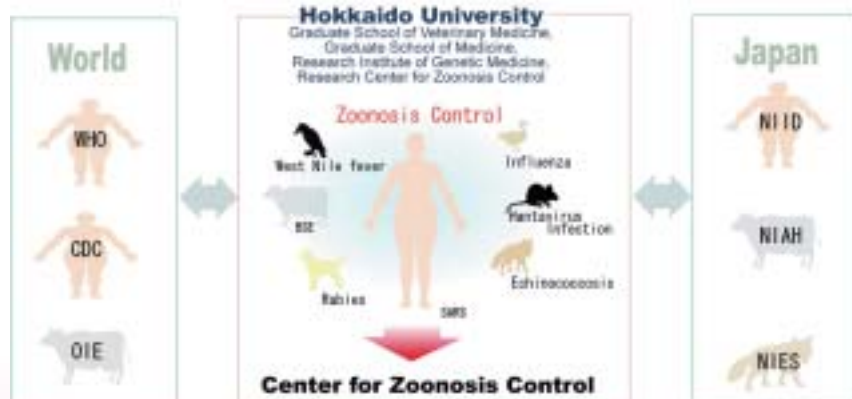 World
WHO
CDC
OIE
Hokkaido University
Graduate School of Veterinary Medicine,
Graduate School of Medicine,
Research Institute of Genetic Medicine,
Research Center for Zoonosis Control
Zoonosis Control
West Nile fever
Influenza
BSE
Hantavirus
Infection
Rabies
Echinococcosis
SARS
Center for Zoonosis Control
Japan
NIID
NIAH
NIES